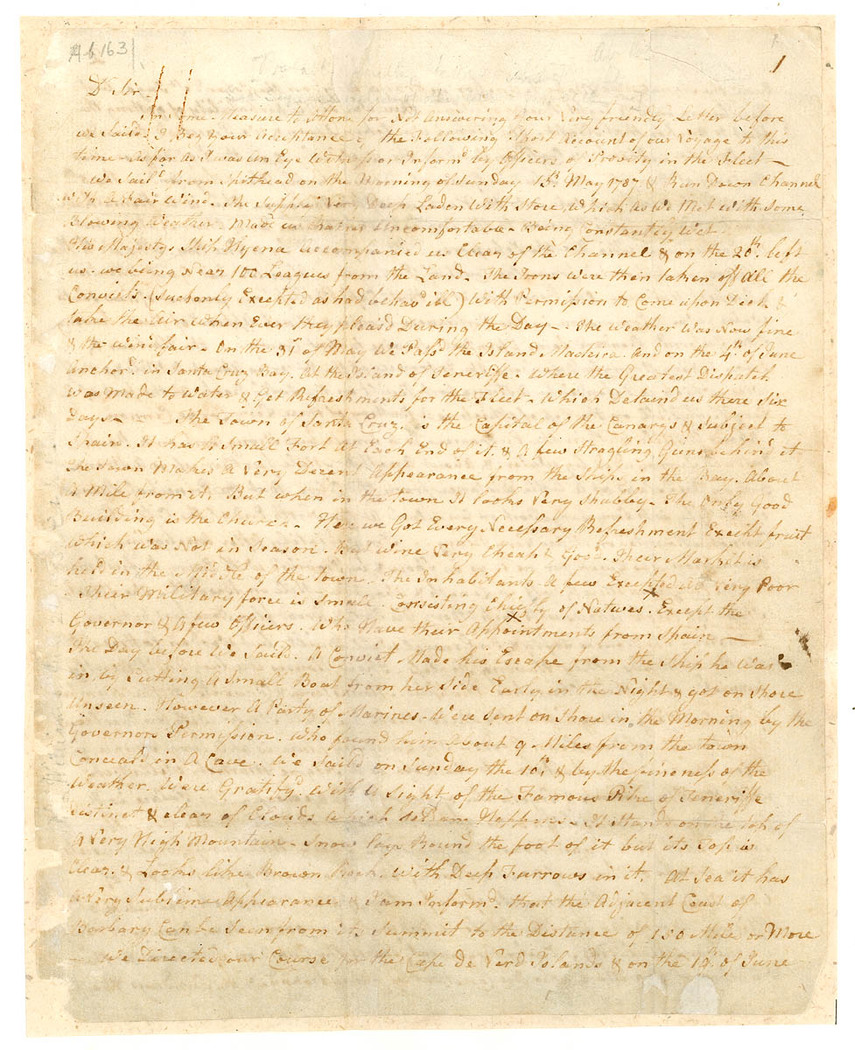 Ab 163
1
Dr Sir
In some Measure to Attone for Not Answering Your Very friendly Letter before
we Saild I Beg your Acceptance of the Following Short Account of our Voyage to this
time - As far as I was An Eye Witness or Inform'd by Officers of Veracity in the Fleet -
We Sail'd from Spithead on the Morning of Sunday 13th May 1787 & Run Down Channel
With A Fair Wind. The Supply Very Deep Laden With Store, Which As We Met with Some
Blowing Weather Made us Rather Uncomfortable - Being Constantly Wet -
His Majestys Ship Hyena Accompanied us Clear of the Channel & on the 20th left
us - we being Near 100 Leagues from the Land - The Irons Were then taken off All the
Convicts. (Such only Excepted as had behav'd ill) With Permission to Come upon Deck &
take the Air when Ever they pleas'd During the Day - The weather Was Now fine
& the wind fair - On the 31st of May We Pass'd the Island Madeira. And on the 4th of June
Anchor'd in Santa Cruz Bay. At the Island of Teneriffe - Where the Greatest Dispatch
Was Made to Water & Get Refreshments for the Fleet - Which Detaind us there Six
Days - The Town of Santa Cruz. is the Capital of the Canarys & Subject to
Spain. It has A Small Fort At Each End of it. & A few Stragling Guns behind it
The Town Makes A Very Decent Appearance from the Ships in the Bay. About
A Mile from it. But when in the town It looks Very Shabby - The Only Good
Building is the Church - Here we Got Every Necessary Refreshment Except fruit
Which was Not in Season. But Wine Very Cheap & Good. Their Market is
held in the Middle of the town. The Inhabitants A few Excepted Are Very Poor
Their Military force is Small. Consisting Chiefly of Natives. Except the
Governor & A few Officers. Who Have their Appointments from Spain -
The Day before We Saild. A Convict Made his Escape from the Ship he Was
in by Cutting A Small Boat from her Side Early in the Night & got on Shore
Unseen. However A Party of Marines. Were Sent on Shore in the Morning by the
Governors Permission. Who found him About 9 Miles from the town
Conceald in A Cave. We Saild on Sunday the 10th & by the fineness of the
Weather. Were Gratify'd With A Sight of the Famous Pike of Teneriffe
Distinct & Clear of Clouds Which So Rare Happens - It Stands on the top of
A Very High Mountain - Snow lays Round the foot of it but its Top is
Clear. & Looks like Brown Rock. With Deep Furrows in it. At Sea it has
A Very Sublime Appearance & I am Inform'd. that the Adjacent Coast of
Barbary Can be Seen from its Summit to the Distance of 150 Mile or More
- We Directed our Course for the Cape de Verd Islands & on the 19th of June